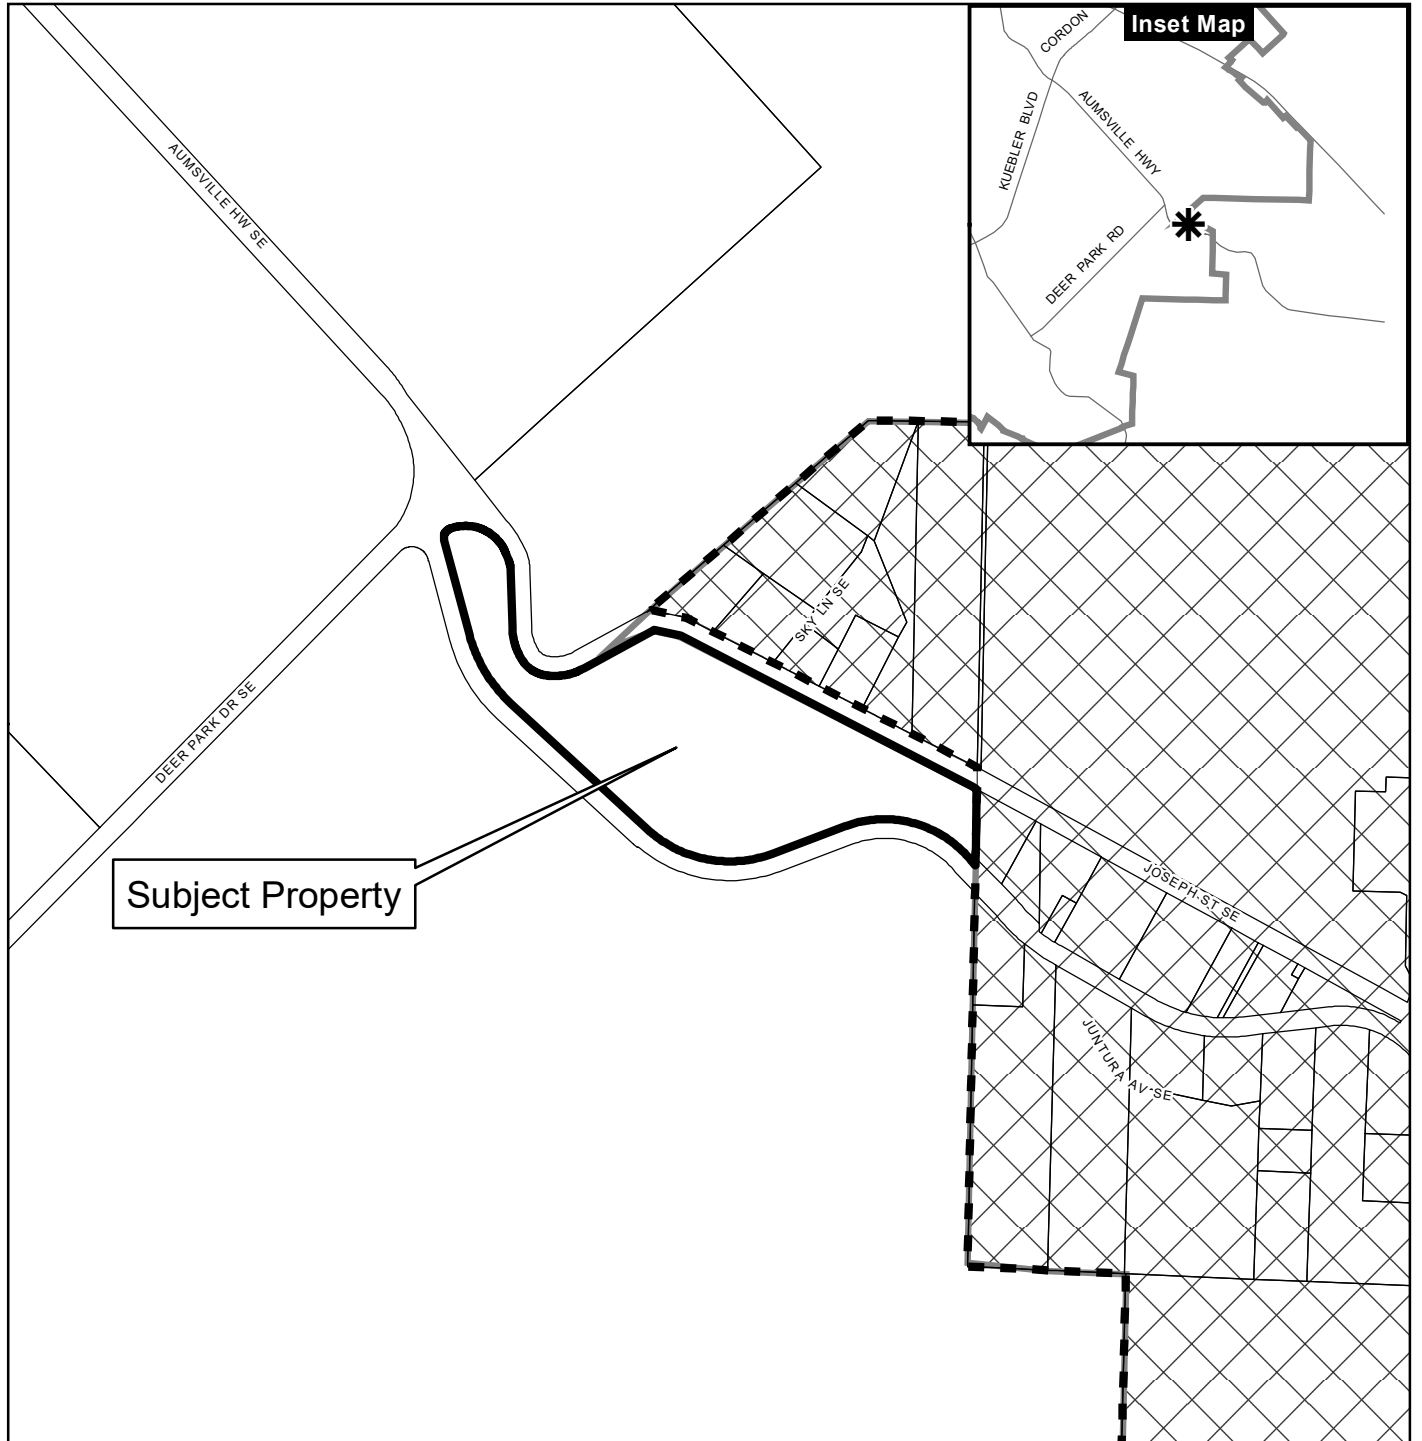 Inset Map
CORDON
KUEBLER BLVD
AUMSVILLE HWY
DEER PARK RD
AUMSVILLE HW SE
SKY LN SE
DEER PARK DR SE
Subject Property
JOSEPH ST SE
JUNTURA AV SE